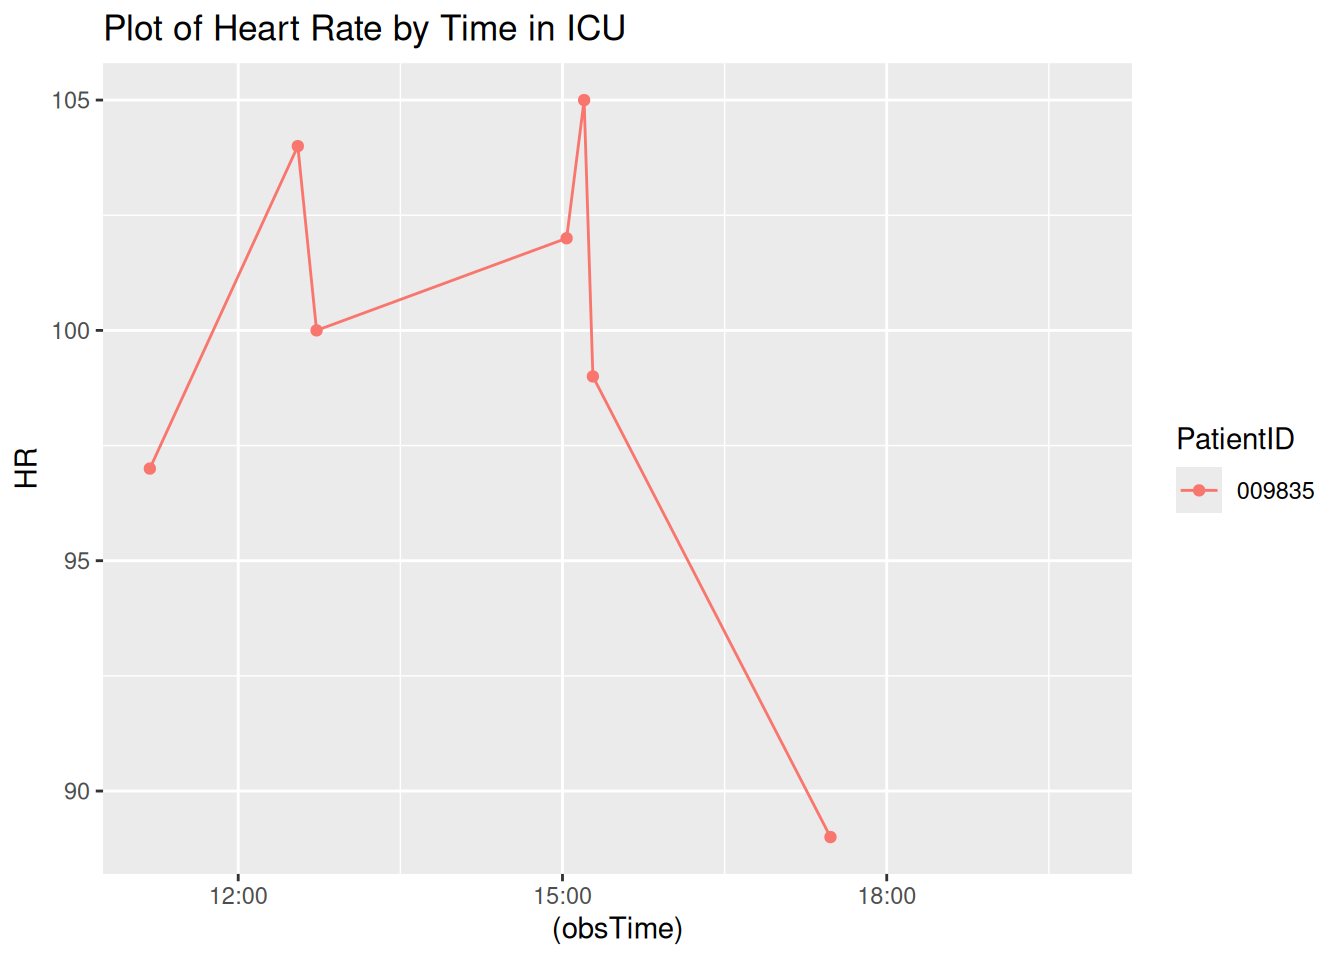 Plot of Heart Rate by Time in ICU
105
100
95
90
HR
12:00
15:00
18:00
(obsTime)
PatientID
009835